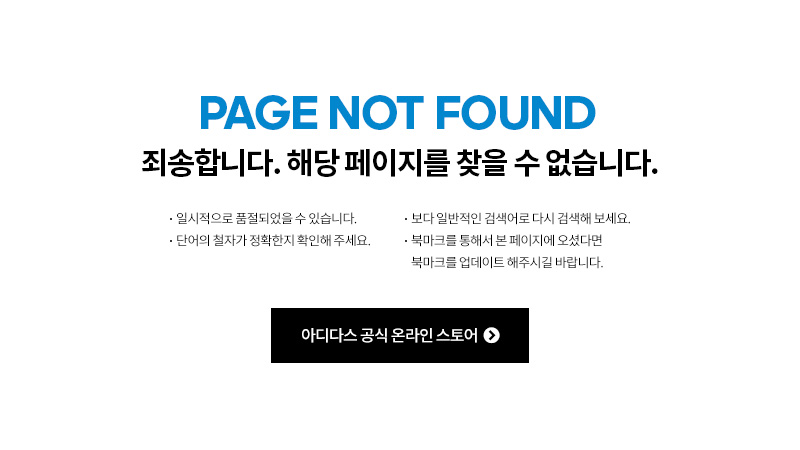 PAGE NOT FOUND
죄송합니다. 해당 페이지를 찾을 수 없습니다.
· 일시적으로 품절되었을 수 있습니다.
· 단어의 철자가 정확한지 확인해 주세요.
· 보다 일반적인 검색어로 다시 검색해 보세요.
· 북마크를 통해서 본 페이지에 오셨다면
북마크를 업데이트 해주시길 바랍니다.
아디다스 공식 온라인 스토어